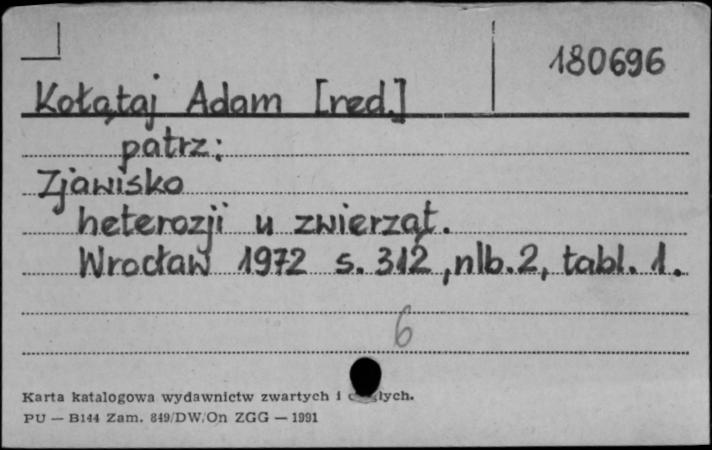 180696
Kołątaj Adam [red.]
patrz:
Zjawisko
heterozji u zwierząt.
Wrocław 1972 s. 312, nlb. 2, tabl. 1.
6
Karta katalogowa wydawnictw zwartych i
PU — B144 Zam. 849/DW/On ZGG — 1991